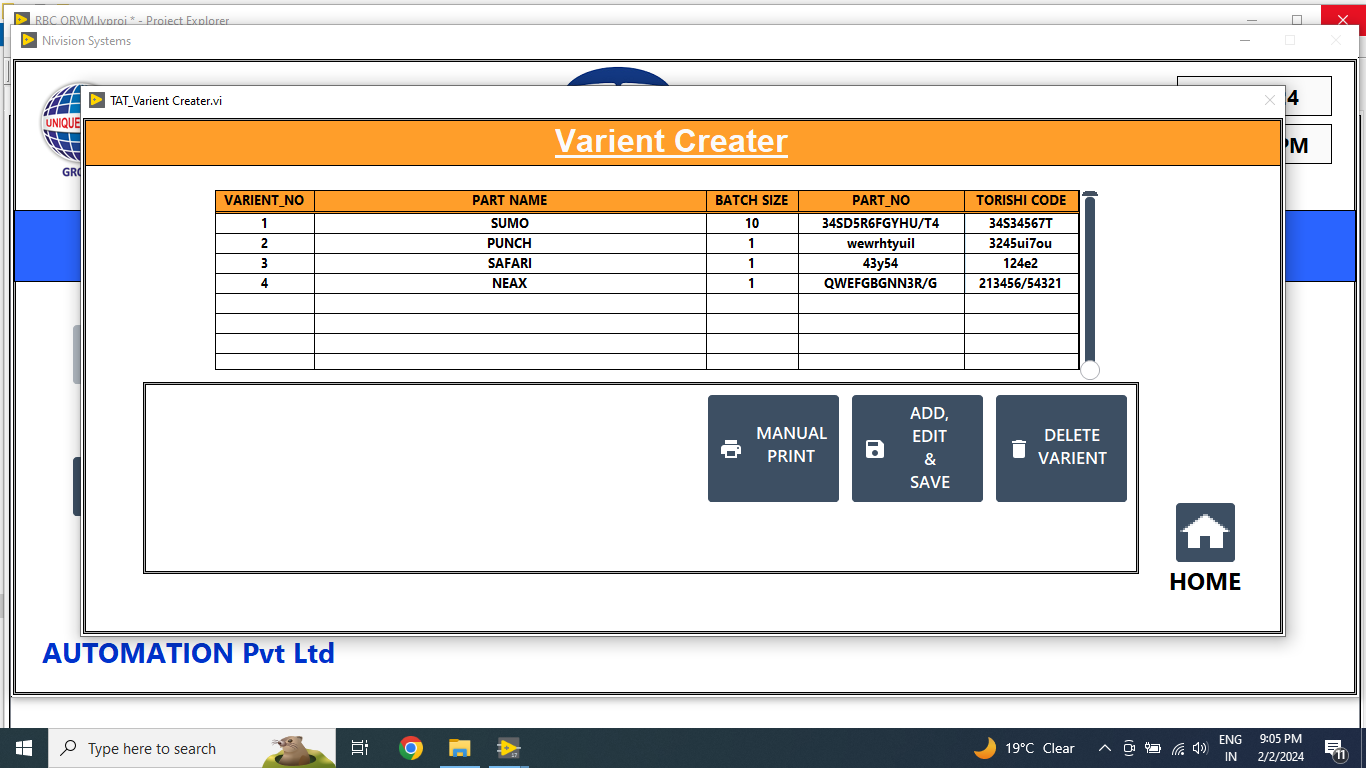 RBC ORVM.lvproj * - Project Explorer
Nivision Systems
TAT_Varient Creater.vi
4
UNIQUE
PM
GRO
Varient Creater
VARIENT_NO PART NAME BATCH SIZE PART_NO TORISHI CODE
1 SUMO 10 34SD5R6FGYHU/T4 34S34567T
2 PUNCH 1 wewrhtyuil 3245ui7ou
3 SAFARI 1 43y54 124e2
4 NEAX 1 QWEFGBGNN3R/G 213456/54321
MANUAL
PRINT
ADD,
EDIT
&
SAVE
DELETE
VARIENT
HOME
AUTOMATION Pvt Ltd
Type here to search
17
19°C Clear
ENG
IN
9:05 PM
2/2/2024
11